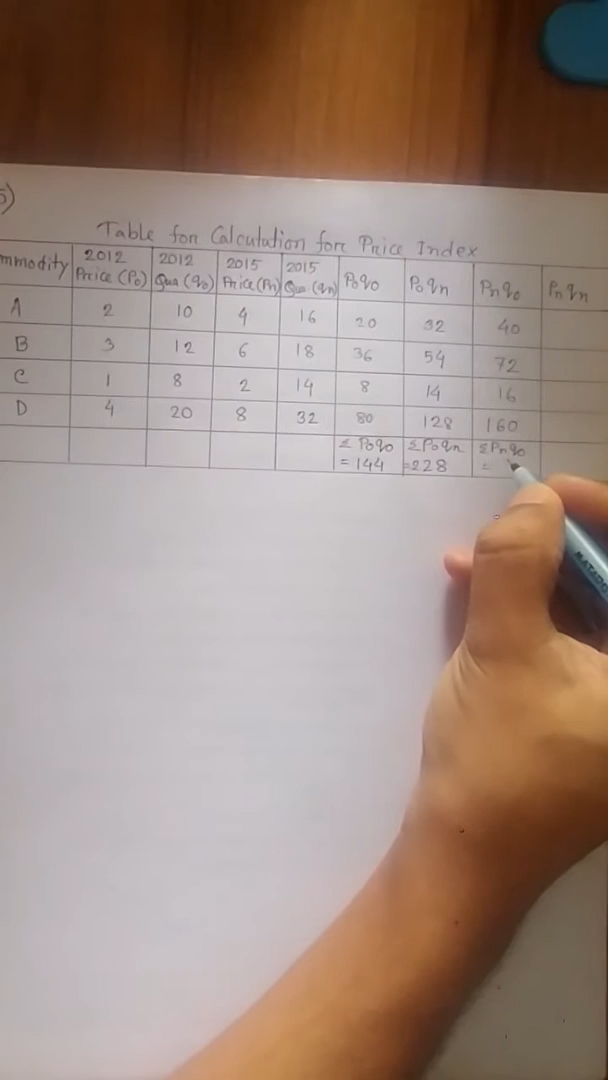 5)
Table for Calculation fore Price Index
mmodity 2012 Price (P₀) 2012 Qua (q₀) 2015 Price (Pn) 2015 Qua (qn) P₀q₀ P₀qn Pnq₀ Pnqn
A 2 10 4 16 20 32 40
B 3 12 6 18 36 54 72
C 1 8 2 14 8 14 16
D 4 20 8 32 80 128 160
Σ P₀q₀ Σ P₀qn Σ Pnq₀
= 144 =228 =
MATADO